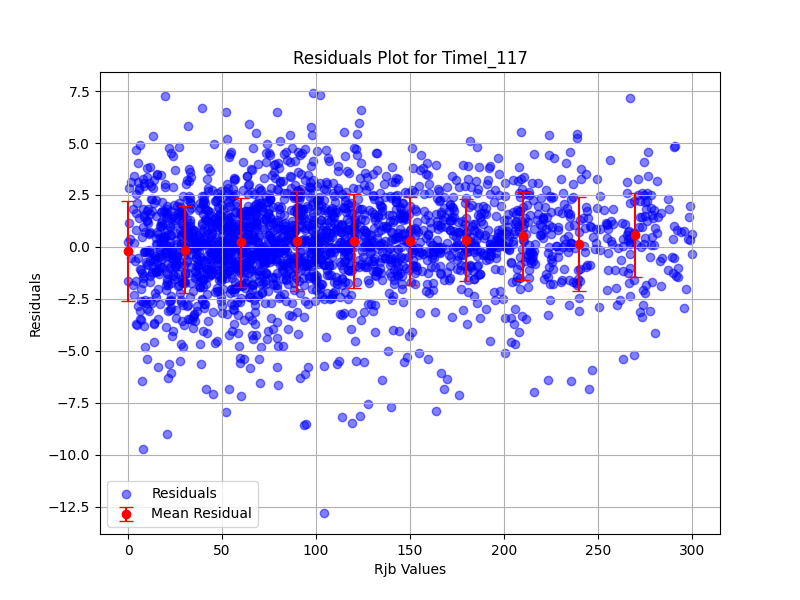 Residuals Plot for TimeI_117
7.5
5.0
2.5
0.0
−2.5
−5.0
−7.5
−10.0
−12.5
Residuals
Residuals
Mean Residual
0 50 100 150 200 250 300
Rjb Values